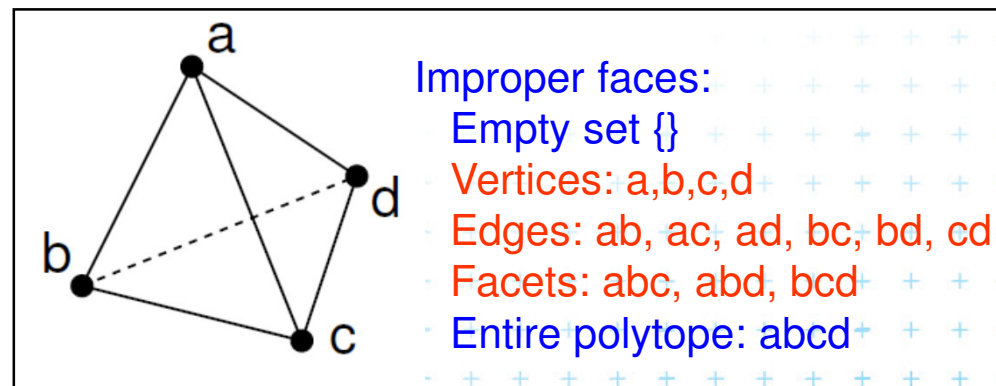 a
d
b
c
Improper faces:
Empty set {}
Vertices: a,b,c,d
Edges: ab, ac, ad, bc, bd, cd
Facets: abc, abd, bcd
Entire polytope: abcd